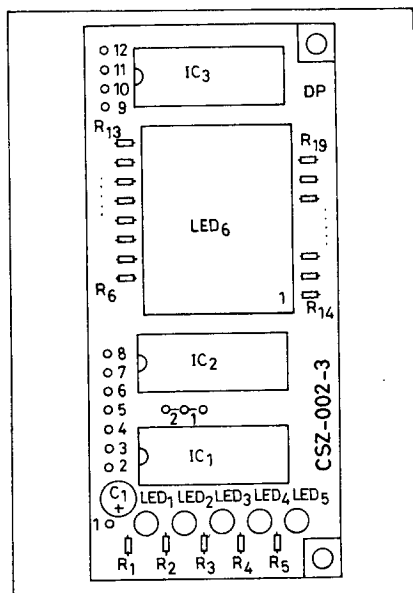 12
11
10
9
IC3
DP
R13
R19
LED6
R6
1
R14
8
7
6
5
4
3
2
IC2
2 1
IC1
CSZ-002-3
C1
+
1
LED1 LED2 LED3 LED4 LED5
R1 R2 R3 R4 R5